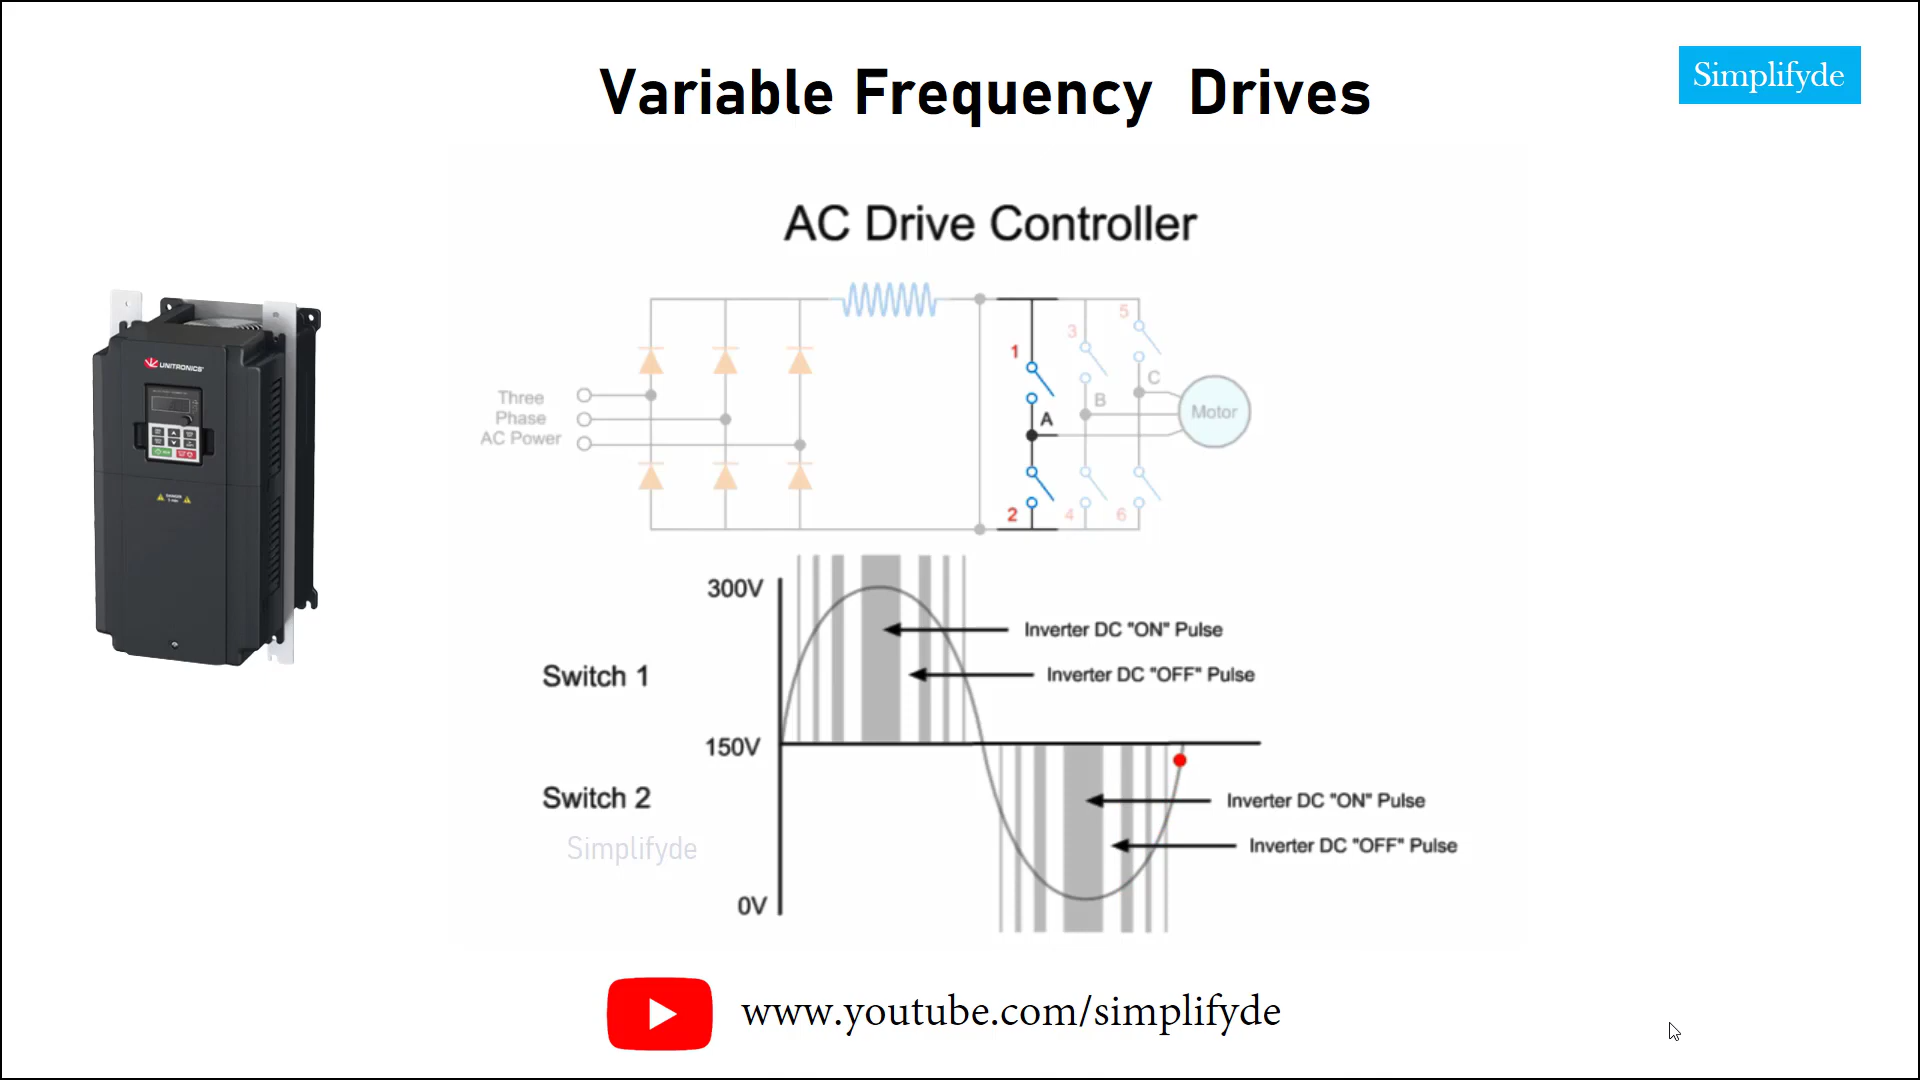 Variable Frequency Drives
Simplifyde
AC Drive Controller
UNITRONICS
Three
Phase
AC Power
1
2
3
4
5
6
A
B
C
Motor
300V
150V
0V
Switch 1
Switch 2
Inverter DC "ON" Pulse
Inverter DC "OFF" Pulse
Inverter DC "ON" Pulse
Inverter DC "OFF" Pulse
Simplifyde
www.youtube.com/simplifyde